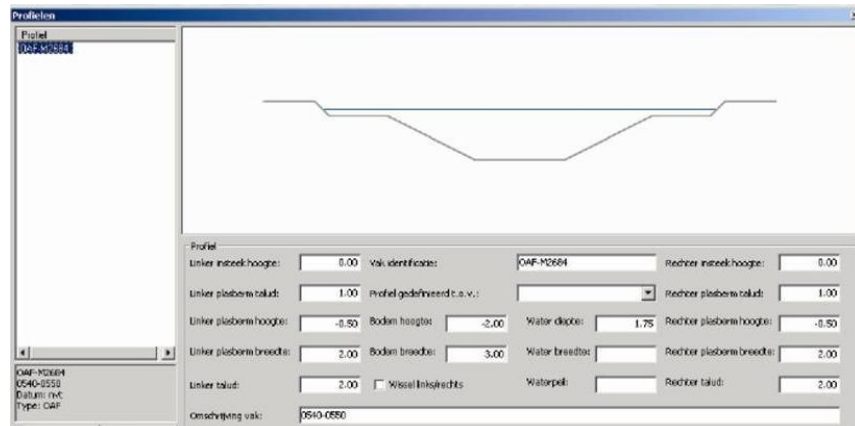 Profielen
Profiel
OAF-M2684
Profiel
Linker insteek hoogte: 0.00 Vak identificatie: OAF-M2684 Rechter insteek hoogte: 0.00
Linker plasberm talud: 1.00 Profiel gedefinieerd t.o.v.: Rechter plasberm talud: 1.00
Linker plasberm hoogte: -0.50 Bodem hoogte: -2.00 Water diepte: 1.75 Rechter plasberm hoogte: -0.50
Linker plasberm breedte: 2.00 Bodem breedte: 3.00 Water breedte: Rechter plasberm breedte: 2.00
Linker talud: 2.00 Wissel links/rechts Waterpeil: Rechter talud: 2.00
Omschrijving vak: 0540-0550
OAF-M2684
0540-0550
Datum: nvt
Type: OAF